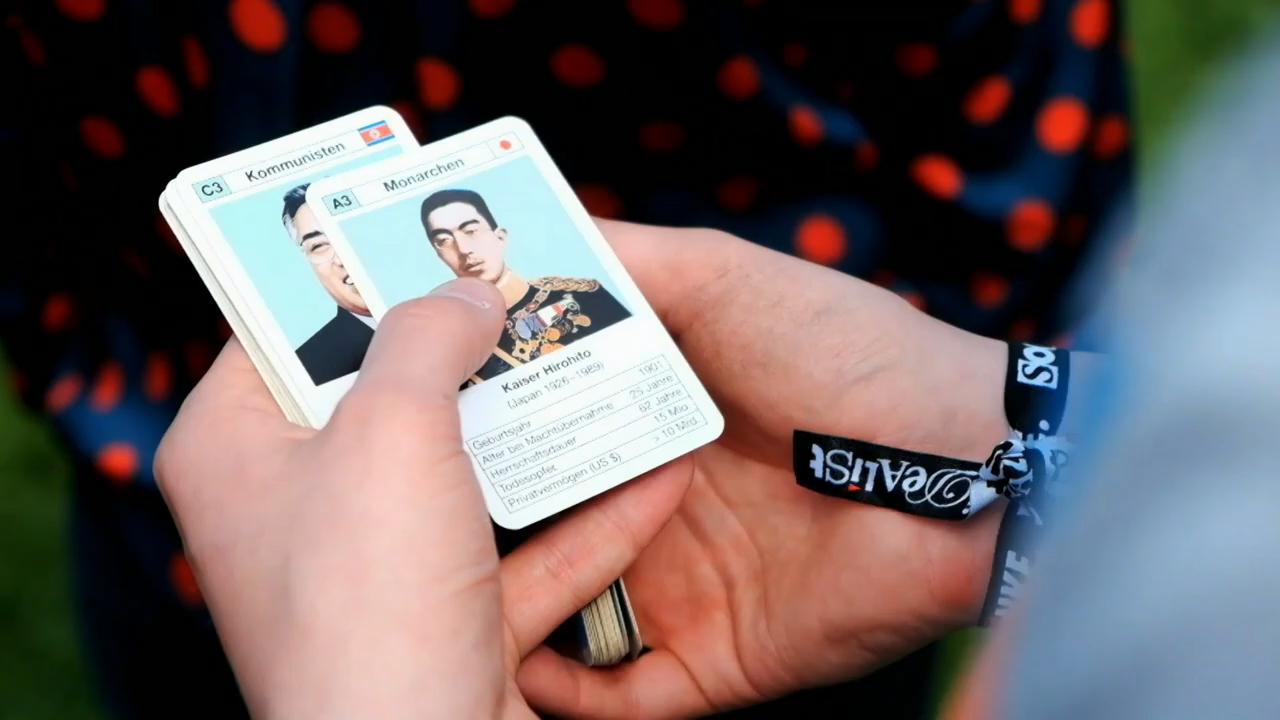 C3 Kommunisten
A3 Monarchen
Kaiser Hirohito
(Japan 1926–1989)
Geburtsjahr 1901
Alter bei Machtübernahme 25 Jahre
Herrschaftsdauer 62 Jahre
Todesopfer 15 Mio
Privatvermögen (US $) > 10 Mrd.
iDeAliSt